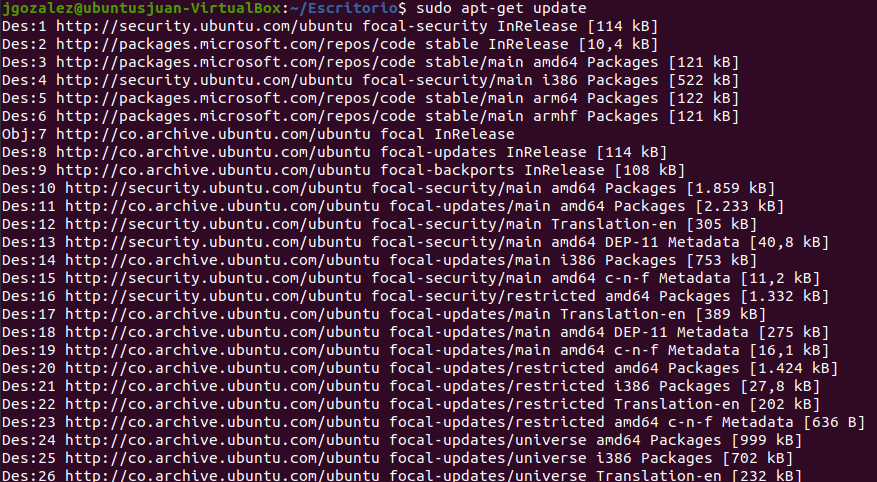 jgozalez@ubuntusjuan-VirtualBox:~/Escritorio$ sudo apt-get update
Des:1 http://security.ubuntu.com/ubuntu focal-security InRelease [114 kB]
Des:2 http://packages.microsoft.com/repos/code stable InRelease [10,4 kB]
Des:3 http://packages.microsoft.com/repos/code stable/main amd64 Packages [121 kB]
Des:4 http://security.ubuntu.com/ubuntu focal-security/main i386 Packages [522 kB]
Des:5 http://packages.microsoft.com/repos/code stable/main arm64 Packages [122 kB]
Des:6 http://packages.microsoft.com/repos/code stable/main armhf Packages [121 kB]
Obj:7 http://co.archive.ubuntu.com/ubuntu focal InRelease
Des:8 http://co.archive.ubuntu.com/ubuntu focal-updates InRelease [114 kB]
Des:9 http://co.archive.ubuntu.com/ubuntu focal-backports InRelease [108 kB]
Des:10 http://security.ubuntu.com/ubuntu focal-security/main amd64 Packages [1.859 kB]
Des:11 http://co.archive.ubuntu.com/ubuntu focal-updates/main amd64 Packages [2.233 kB]
Des:12 http://security.ubuntu.com/ubuntu focal-security/main Translation-en [305 kB]
Des:13 http://security.ubuntu.com/ubuntu focal-security/main amd64 DEP-11 Metadata [40,8 kB]
Des:14 http://co.archive.ubuntu.com/ubuntu focal-updates/main i386 Packages [753 kB]
Des:15 http://security.ubuntu.com/ubuntu focal-security/main amd64 c-n-f Metadata [11,2 kB]
Des:16 http://security.ubuntu.com/ubuntu focal-security/restricted amd64 Packages [1.332 kB]
Des:17 http://co.archive.ubuntu.com/ubuntu focal-updates/main Translation-en [389 kB]
Des:18 http://co.archive.ubuntu.com/ubuntu focal-updates/main amd64 DEP-11 Metadata [275 kB]
Des:19 http://co.archive.ubuntu.com/ubuntu focal-updates/main amd64 c-n-f Metadata [16,1 kB]
Des:20 http://co.archive.ubuntu.com/ubuntu focal-updates/restricted amd64 Packages [1.424 kB]
Des:21 http://co.archive.ubuntu.com/ubuntu focal-updates/restricted i386 Packages [27,8 kB]
Des:22 http://co.archive.ubuntu.com/ubuntu focal-updates/restricted Translation-en [202 kB]
Des:23 http://co.archive.ubuntu.com/ubuntu focal-updates/restricted amd64 c-n-f Metadata [636 B]
Des:24 http://co.archive.ubuntu.com/ubuntu focal-updates/universe amd64 Packages [999 kB]
Des:25 http://co.archive.ubuntu.com/ubuntu focal-updates/universe i386 Packages [702 kB]
Des:26 http://co.archive.ubuntu.com/ubuntu focal-updates/universe Translation-en [232 kB]